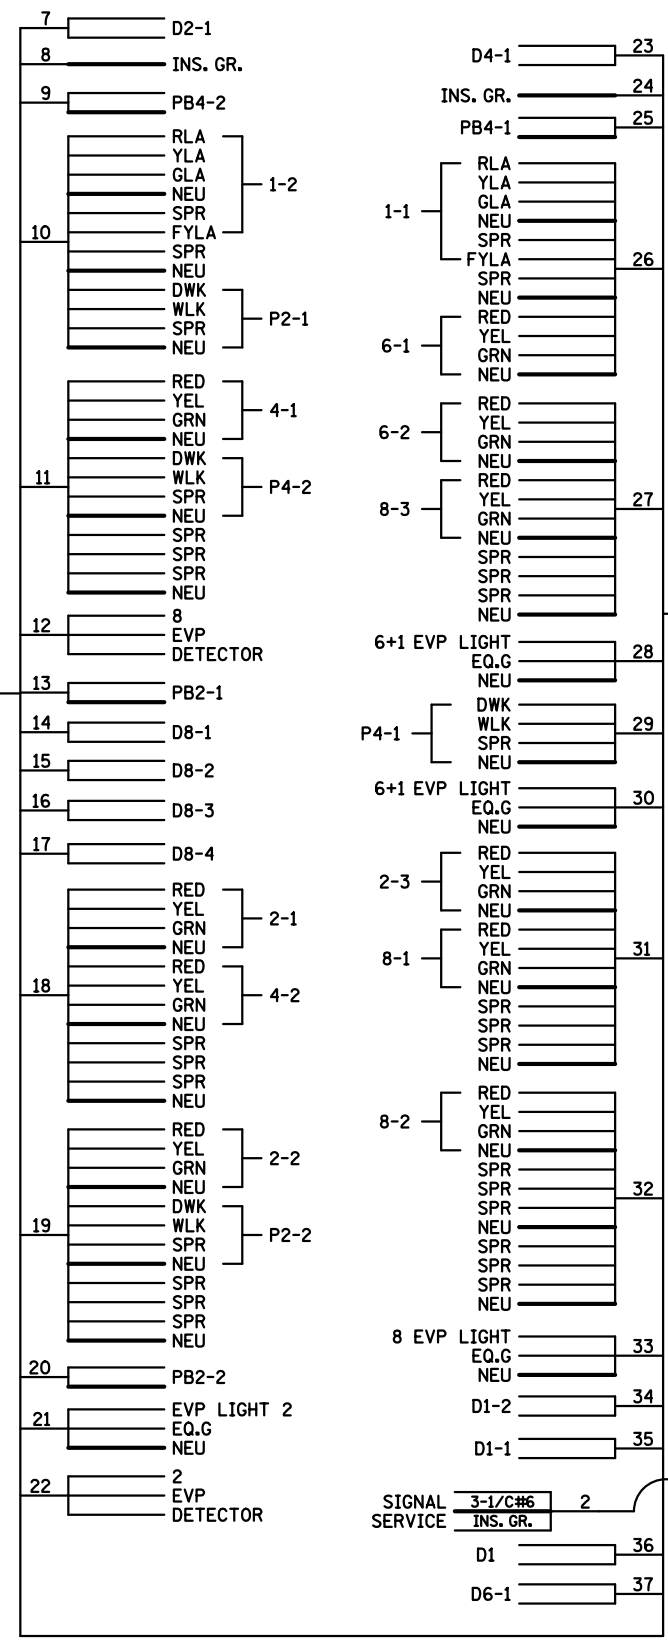 7
D2-1
8
INS. GR.
9
PB4-2
RLA
YLA
GLA
NEU
1-2
SPR
10
FYLA
SPR
NEU
DWK
WLK
P2-1
SPR
NEU
RED
YEL
4-1
GRN
NEU
DWK
WLK
11
P4-2
SPR
NEU
SPR
SPR
SPR
NEU
8
12
EVP
DETECTOR
13
PB2-1
14
D8-1
15
D8-2
16
D8-3
17
D8-4
RED
YEL
2-1
GRN
NEU
RED
YEL
18
4-2
GRN
NEU
SPR
SPR
SPR
NEU
RED
YEL
2-2
GRN
NEU
DWK
19
WLK
P2-2
SPR
NEU
SPR
SPR
SPR
NEU
20
PB2-2
EVP LIGHT 2
21
EQ.G
NEU
2
22
EVP
DETECTOR
D4-1
23
INS. GR.
24
PB4-1
25
RLA
YLA
GLA
1-1
NEU
SPR
FYLA
26
SPR
NEU
RED
YEL
6-1
GRN
NEU
RED
YEL
6-2
GRN
NEU
RED
YEL
27
8-3
GRN
NEU
SPR
SPR
SPR
NEU
6+1 EVP LIGHT
EQ.G
28
NEU
DWK
WLK
P4-1
29
SPR
NEU
6+1 EVP LIGHT
EQ.G
30
NEU
RED
YEL
2-3
GRN
NEU
RED
YEL
31
8-1
GRN
NEU
SPR
SPR
SPR
NEU
RED
YEL
8-2
GRN
NEU
SPR
SPR
32
SPR
NEU
SPR
SPR
SPR
NEU
8 EVP LIGHT
EQ.G
33
NEU
D1-2
34
D1-1
35
SIGNAL 3-1/C#6 2
SERVICE INS. GR.
D1
36
D6-1
37